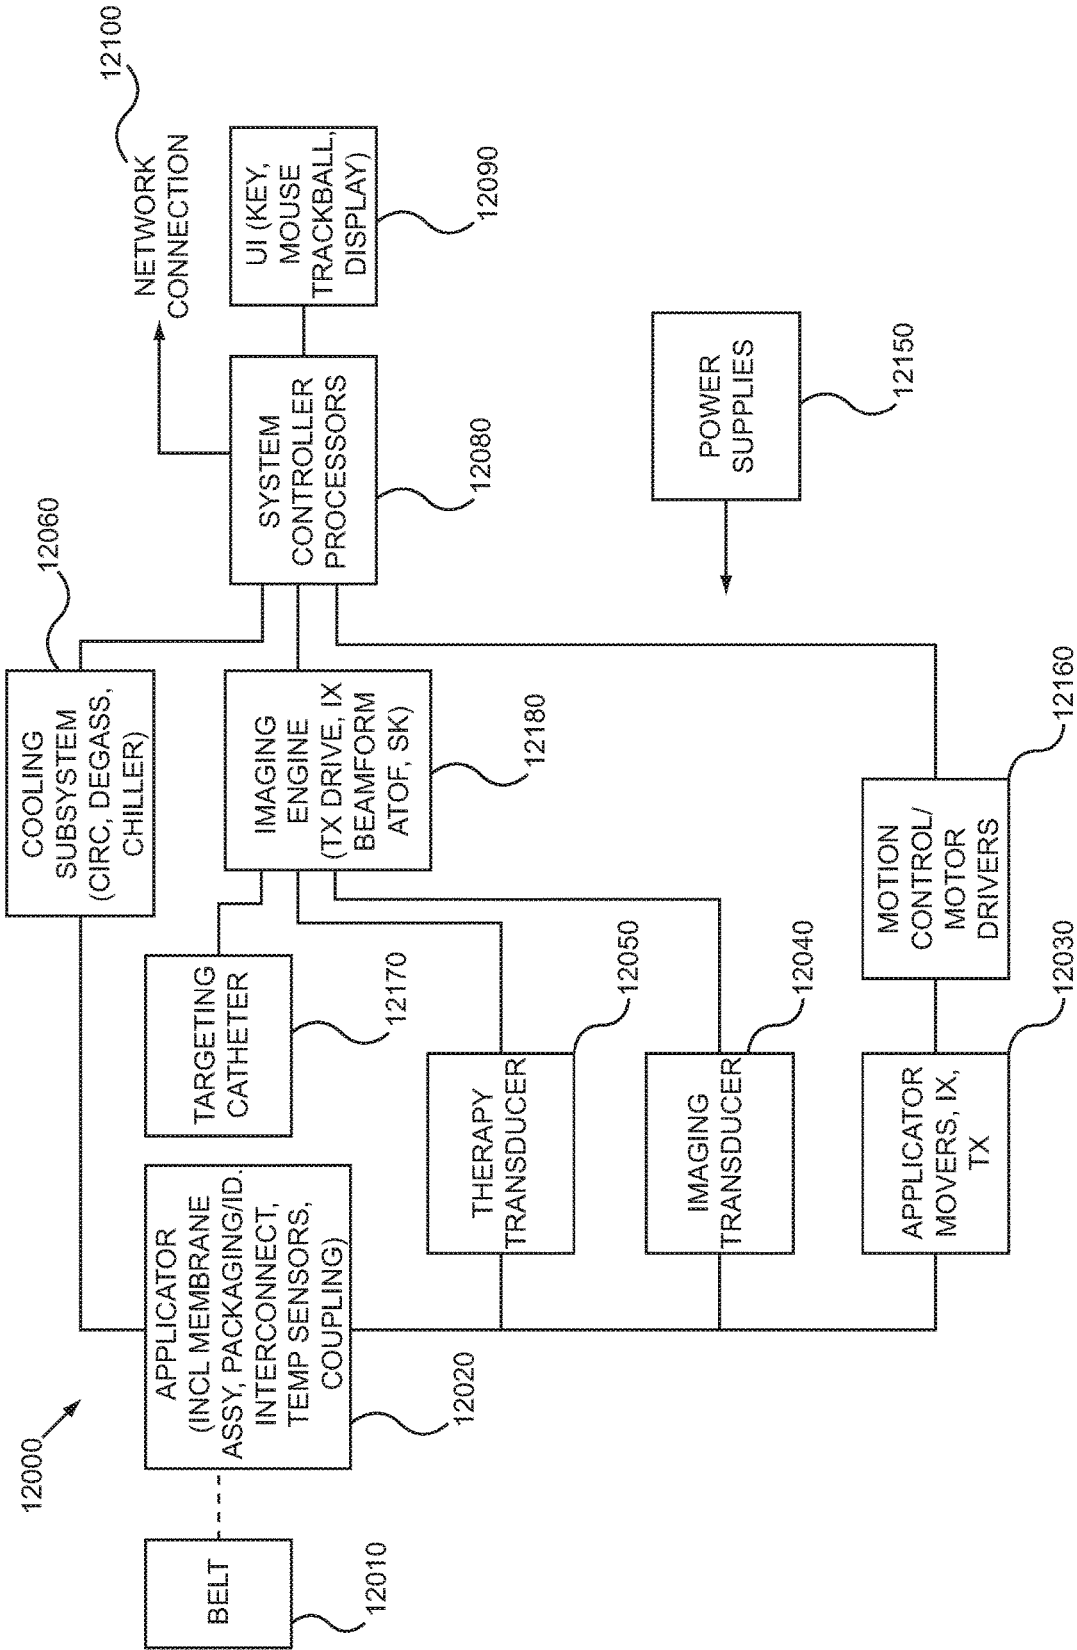 12000
BELT
12010
APPLICATOR
(INCL MEMBRANE
ASSY, PACKAGING/ID.
INTERCONNECT,
TEMP SENSORS,
COUPLING)
12020
COOLING
SUBSYSTEM
(CIRC, DEGASS,
CHILLER)
12060
TARGETING
CATHETER
12170
THERAPY
TRANSDUCER
12050
IMAGING
TRANSDUCER
12040
APPLICATOR
MOVERS, IX,
TX
12030
IMAGING
ENGINE
(TX DRIVE, IX
BEAMFORM
ATOF, SK)
12180
MOTION
CONTROL/
MOTOR
DRIVERS
12160
SYSTEM
CONTROLLER
PROCESSORS
12080
NETWORK
CONNECTION
12100
UI (KEY,
MOUSE
TRACKBALL,
DISPLAY)
12090
POWER
SUPPLIES
12150